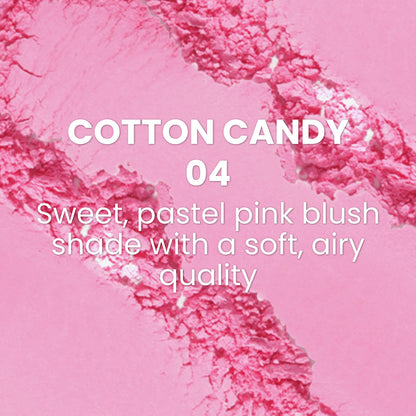 COTTON CANDY
04
Sweet, pastel pink blush
shade with a soft, airy
quality